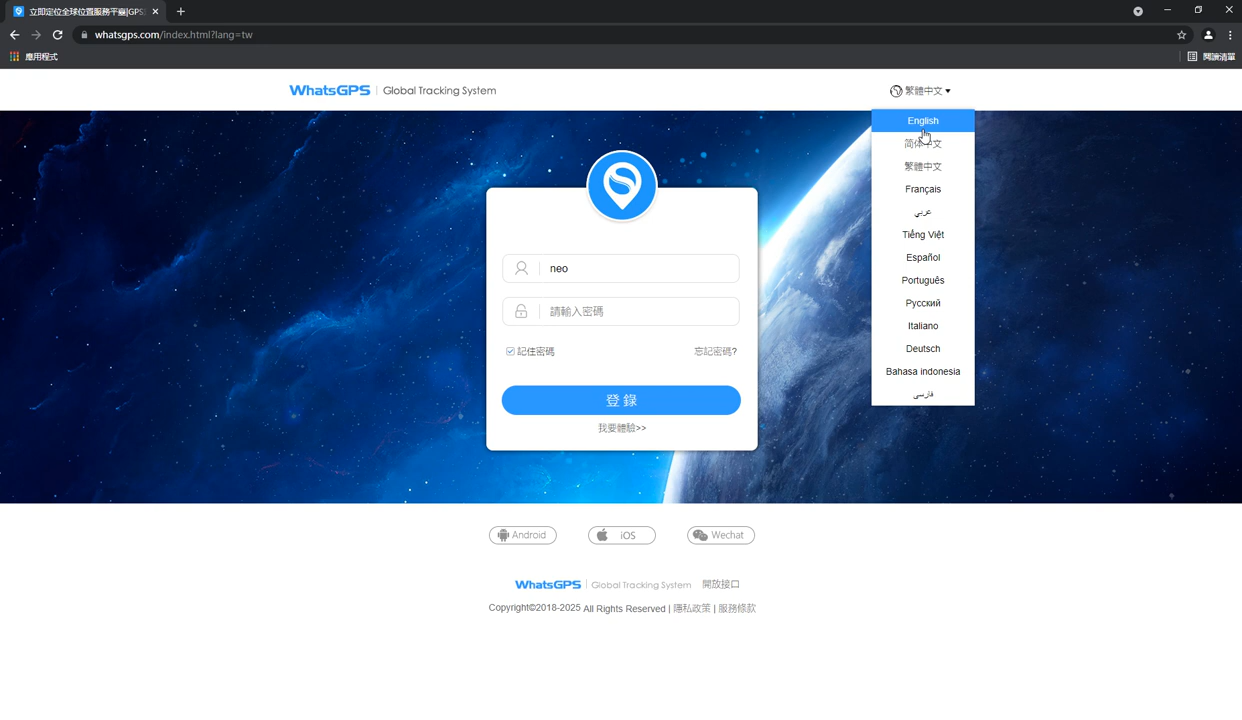 立即定位全球位置服務平臺|GPS
whatsgps.com/index.html?lang=tw
應用程式
閱讀清單
WhatsGPS | Global Tracking System
繁體中文
English
简体中文
繁體中文
Français
عربي
Tiếng Việt
Español
Português
Русский
Italiano
Deutsch
Bahasa indonesia
فارسی
neo
請輸入密碼
記住密碼
忘記密碼?
登錄
我要體驗>>
Android
iOS
Wechat
WhatsGPS | Global Tracking System 開放接口
Copyright©2018-2025 All Rights Reserved | 隱私政策 | 服務條款